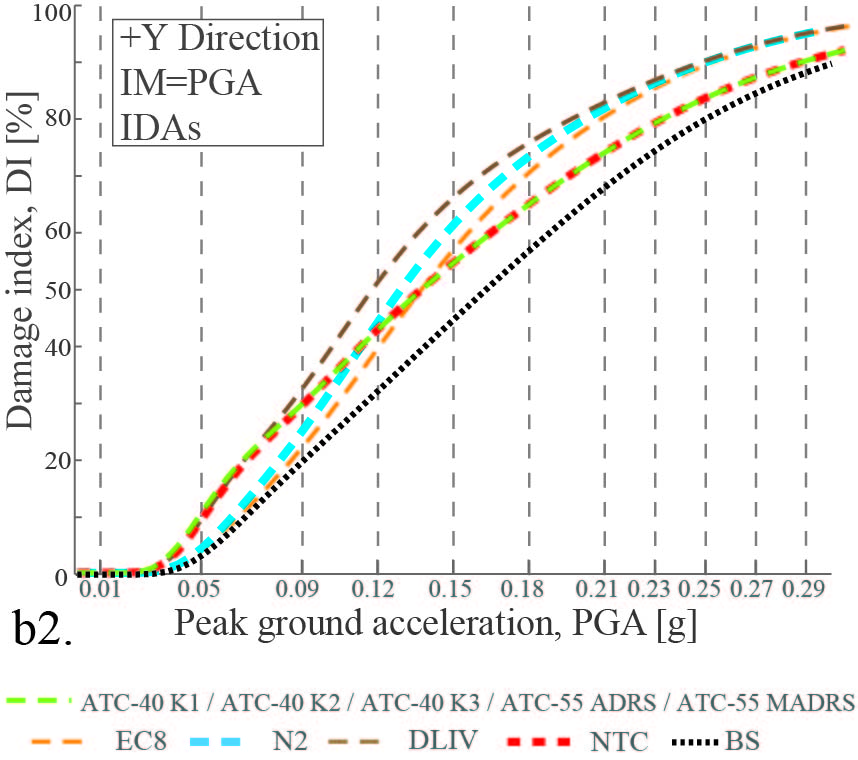 100
+Y Direction
IM=PGA
IDAs
80
60
50
40
20
0
Damage index, DI [%]
0.01 0.05 0.09 0.12 0.15 0.18 0.21 0.23 0.25 0.27 0.29
Peak ground acceleration, PGA [g]
b2.
ATC-40 K1 / ATC-40 K2 / ATC-40 K3 / ATC-55 ADRS / ATC-55 MADRS
EC8 N2 DLIV NTC BS